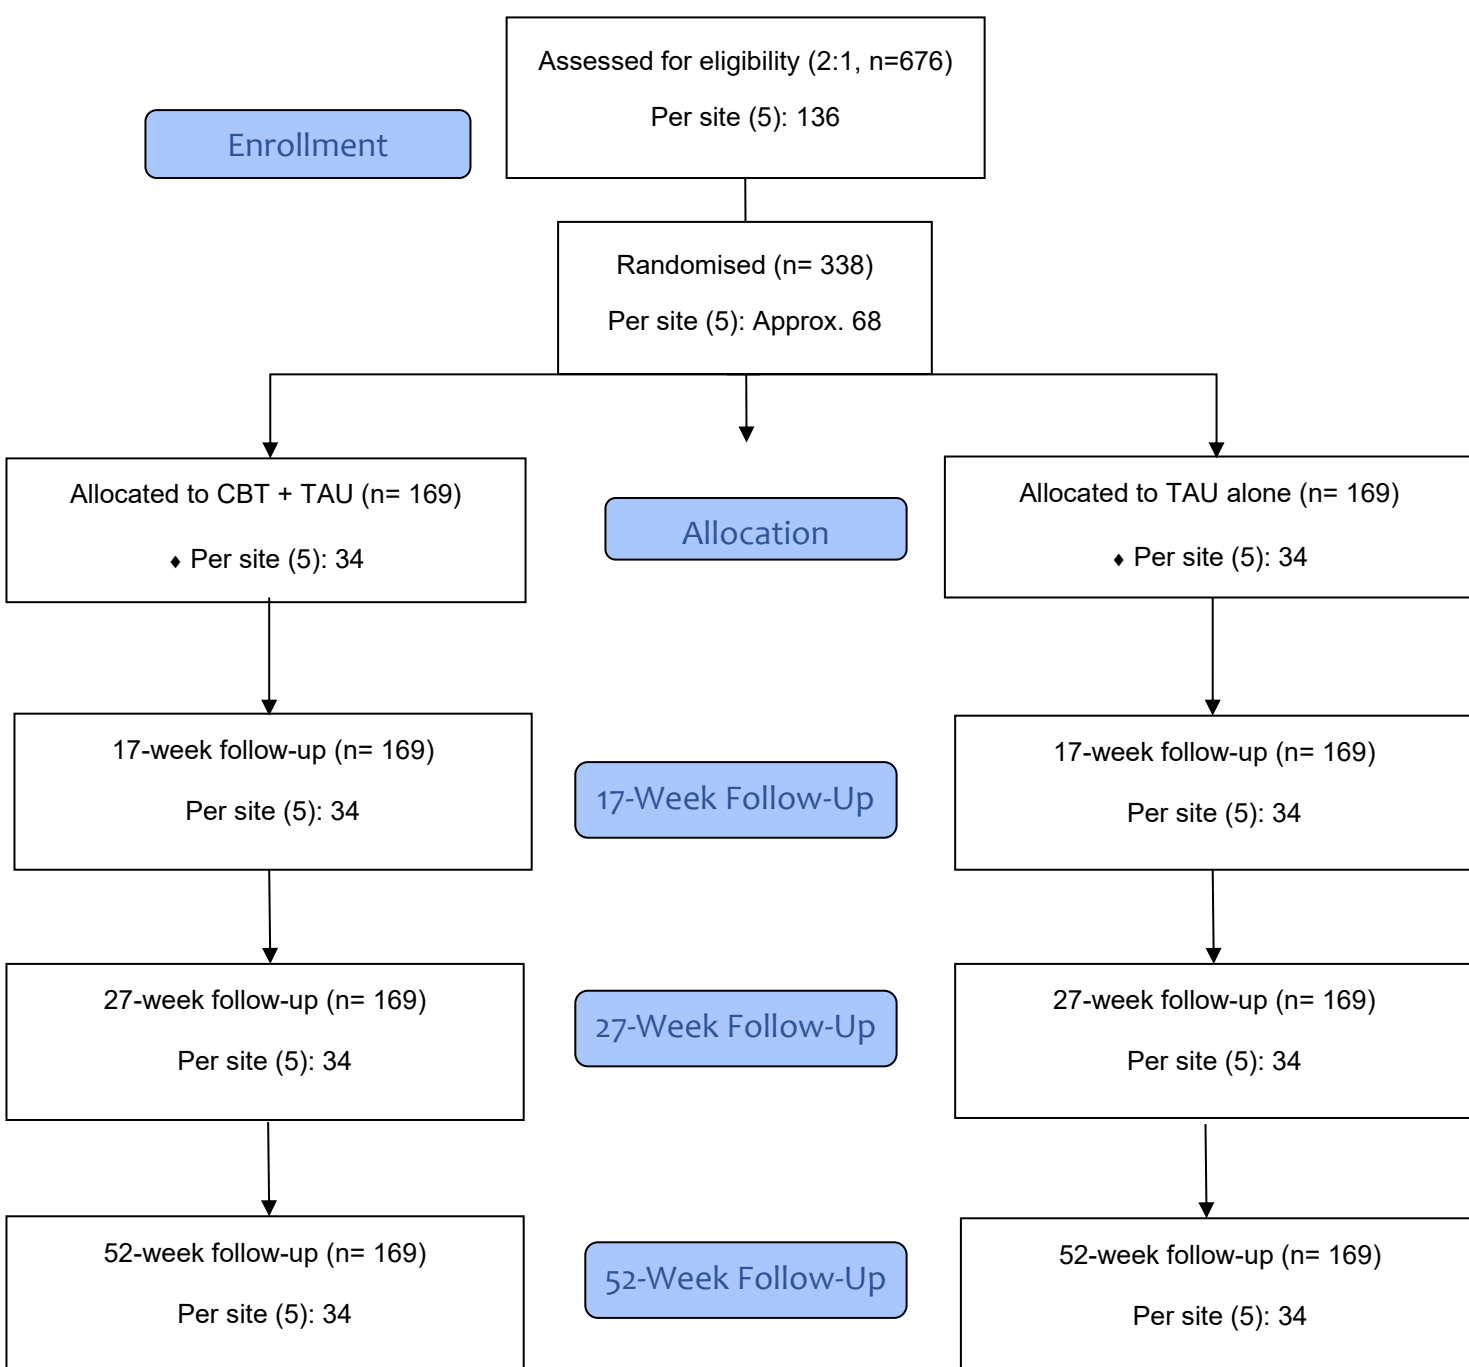 Assessed for eligibility (2:1, n=676)
Per site (5): 136
Enrollment
Randomised (n= 338)
Per site (5): Approx. 68
Allocated to CBT + TAU (n= 169)
♦ Per site (5): 34
Allocation
Allocated to TAU alone (n= 169)
♦ Per site (5): 34
17-week follow-up (n= 169)
Per site (5): 34
17-Week Follow-Up
17-week follow-up (n= 169)
Per site (5): 34
27-week follow-up (n= 169)
Per site (5): 34
27-Week Follow-Up
27-week follow-up (n= 169)
Per site (5): 34
52-week follow-up (n= 169)
Per site (5): 34
52-Week Follow-Up
52-week follow-up (n= 169)
Per site (5): 34